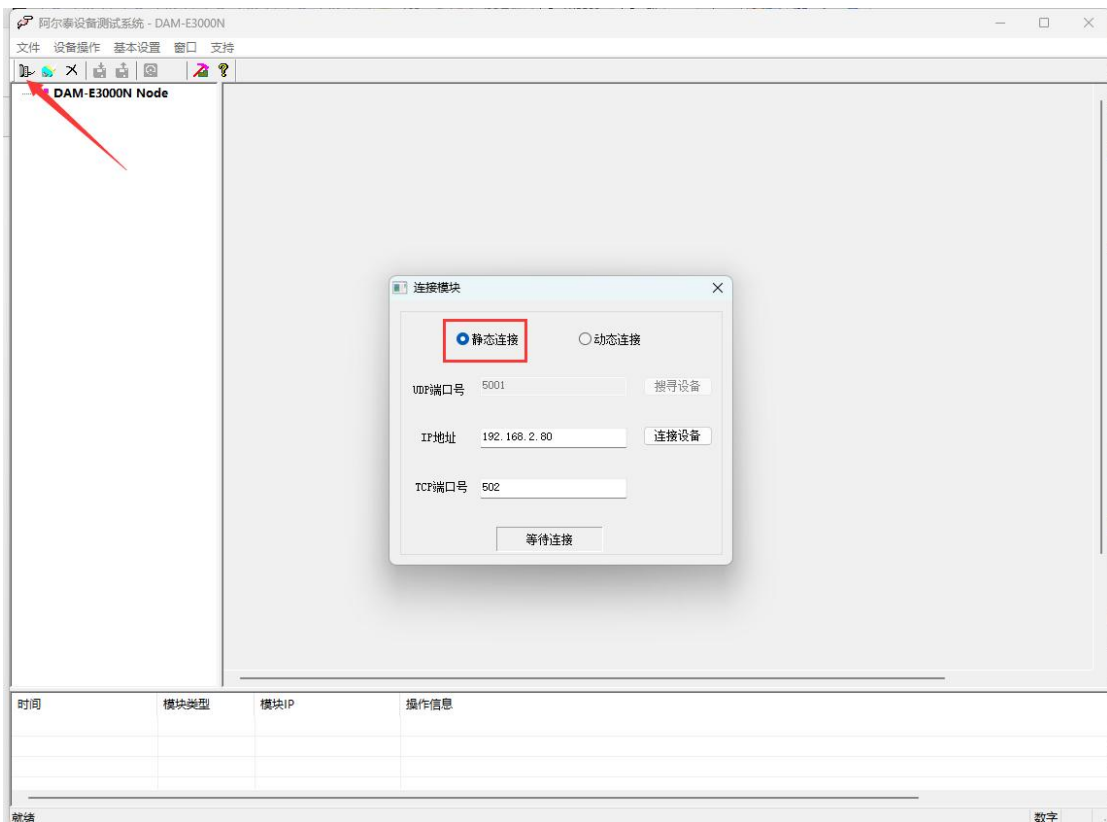 阿尔泰设备测试系统 - DAM-E3000N
文件 设备操作 基本设置 窗口 支持
DAM-E3000N Node
连接模块
静态连接 动态连接
UDP端口号 5001 搜寻设备
IP地址 192.168.2.80 连接设备
TCP端口号 502
等待连接
时间 模块类型 模块IP 操作信息
就绪 数字